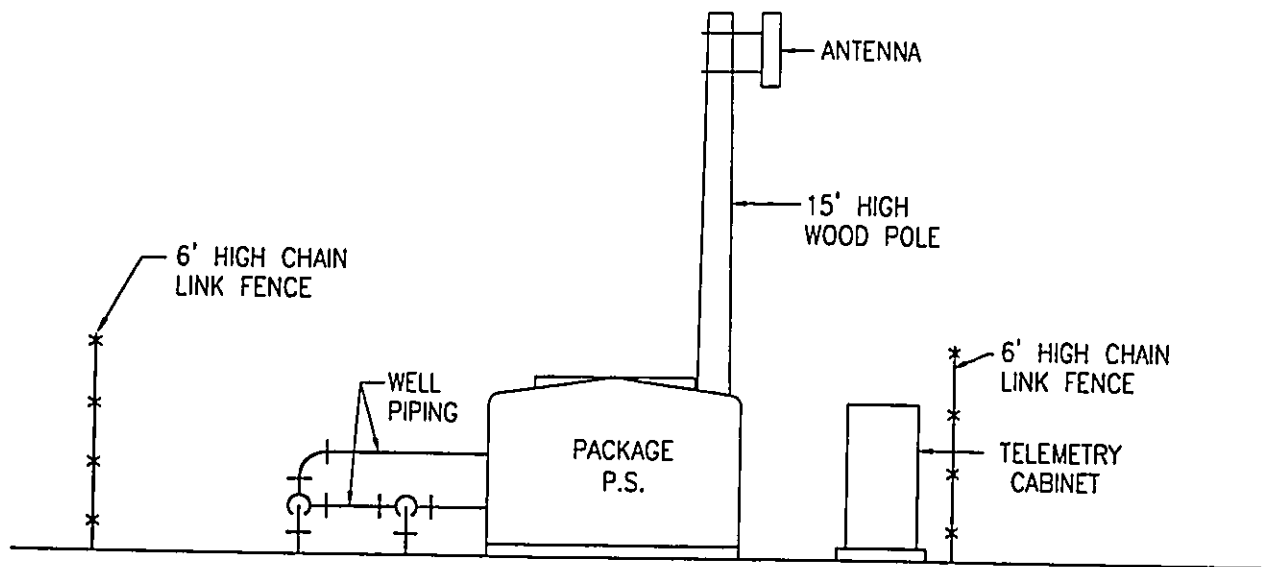 ANTENNA
15' HIGH
WOOD POLE
6' HIGH CHAIN
LINK FENCE
6' HIGH CHAIN
LINK FENCE
WELL
PIPING
PACKAGE
P.S.
TELEMETRY
CABINET